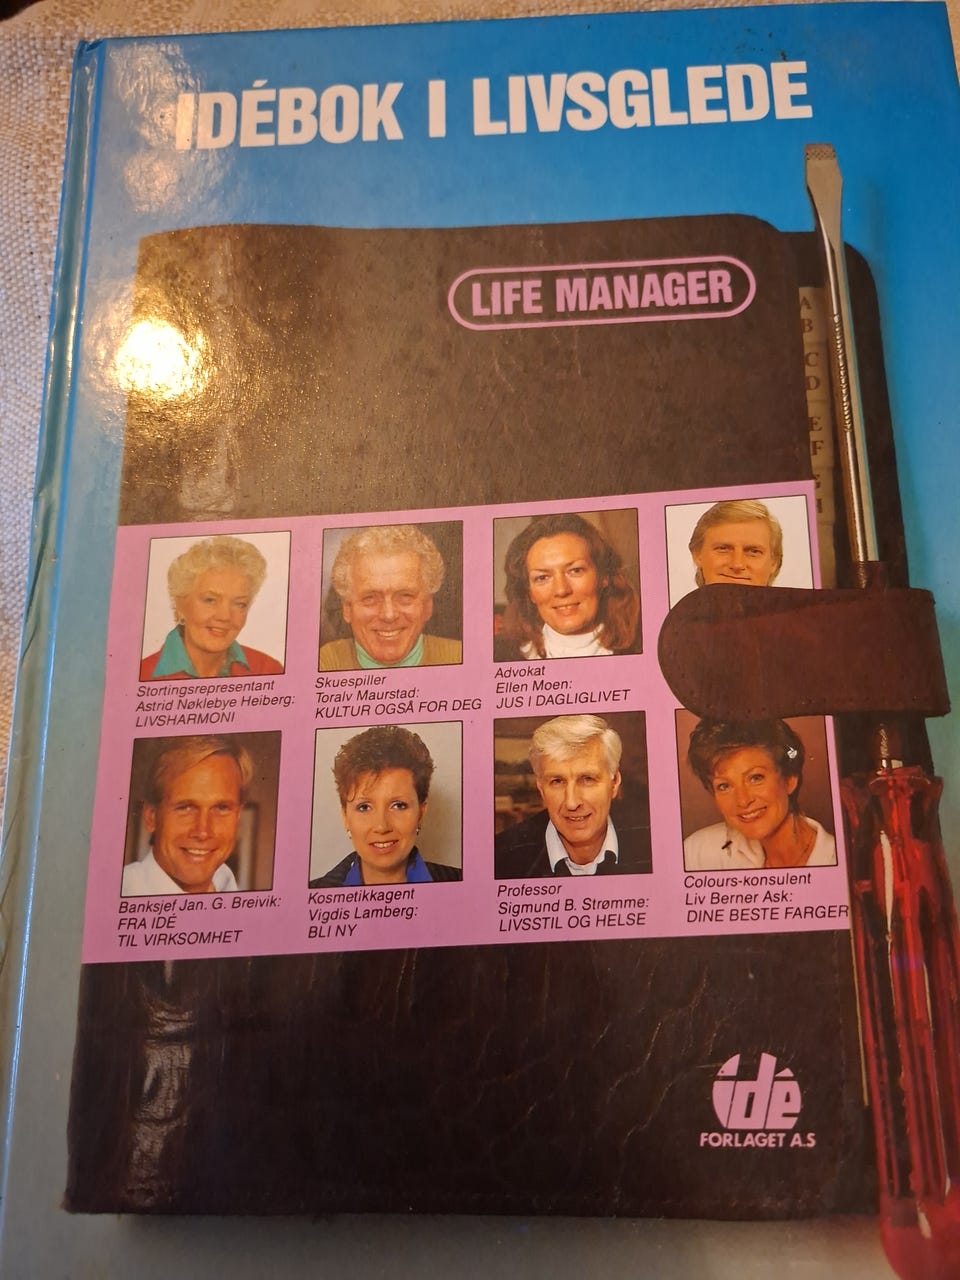 IDÉBOK I LIVSGLEDE
LIFE MANAGER
A
B
C
D
E
F
Stortingsrepresentant
Astrid Nøklebye Heiberg:
LIVSHARMONI
Skuespiller
Toralv Maurstad:
KULTUR OGSÅ FOR DEG
Advokat
Ellen Moen:
JUS I DAGLIGLIVET
Banksjef Jan. G. Breivik:
FRA IDÉ
TIL VIRKSOMHET
Kosmetikkagent
Vigdis Lamberg:
BLI NY
Professor
Sigmund B. Strømme:
LIVSSTIL OG HELSE
Colours-konsulent
Liv Berner Ask:
DINE BESTE FARGER
idé
FORLAGET A.S